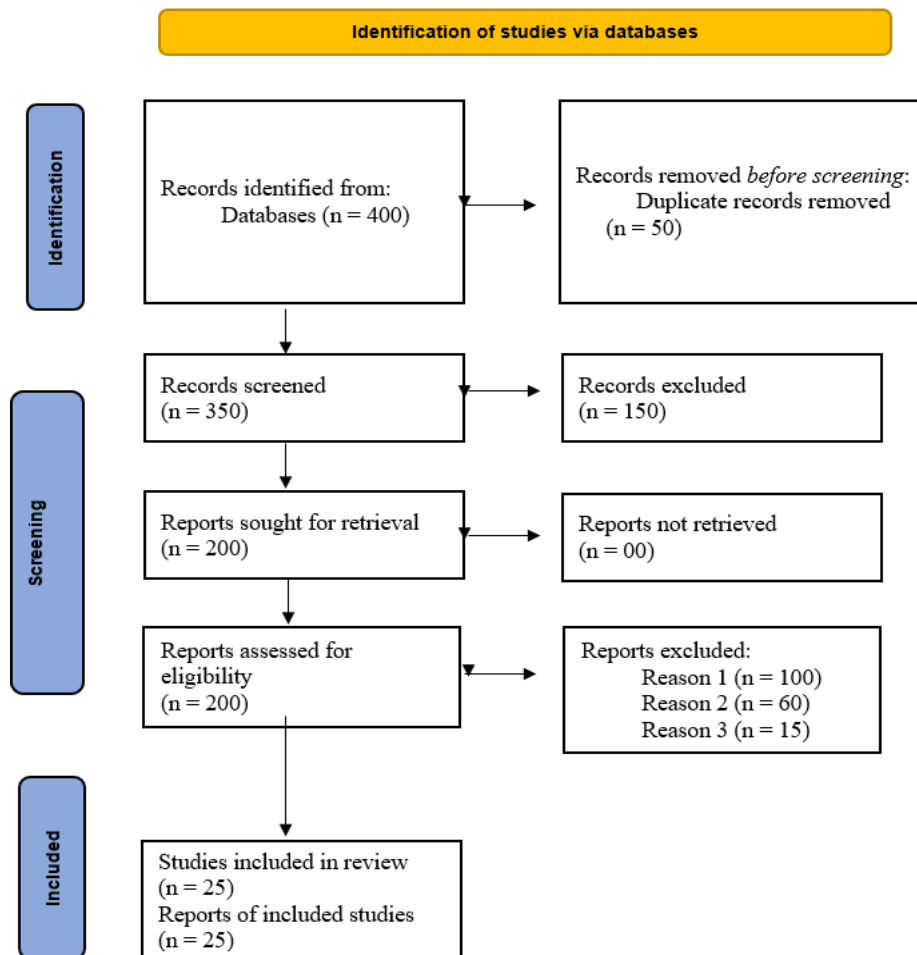 Identification of studies via databases
Identification
Records identified from:
Databases (n = 400)
Records removed before screening:
Duplicate records removed
(n = 50)
Screening
Records screened
(n = 350)
Records excluded
(n = 150)
Reports sought for retrieval
(n = 200)
Reports not retrieved
(n = 00)
Reports assessed for
eligibility
(n = 200)
Reports excluded:
Reason 1 (n = 100)
Reason 2 (n = 60)
Reason 3 (n = 15)
Included
Studies included in review
(n = 25)
Reports of included studies
(n = 25)